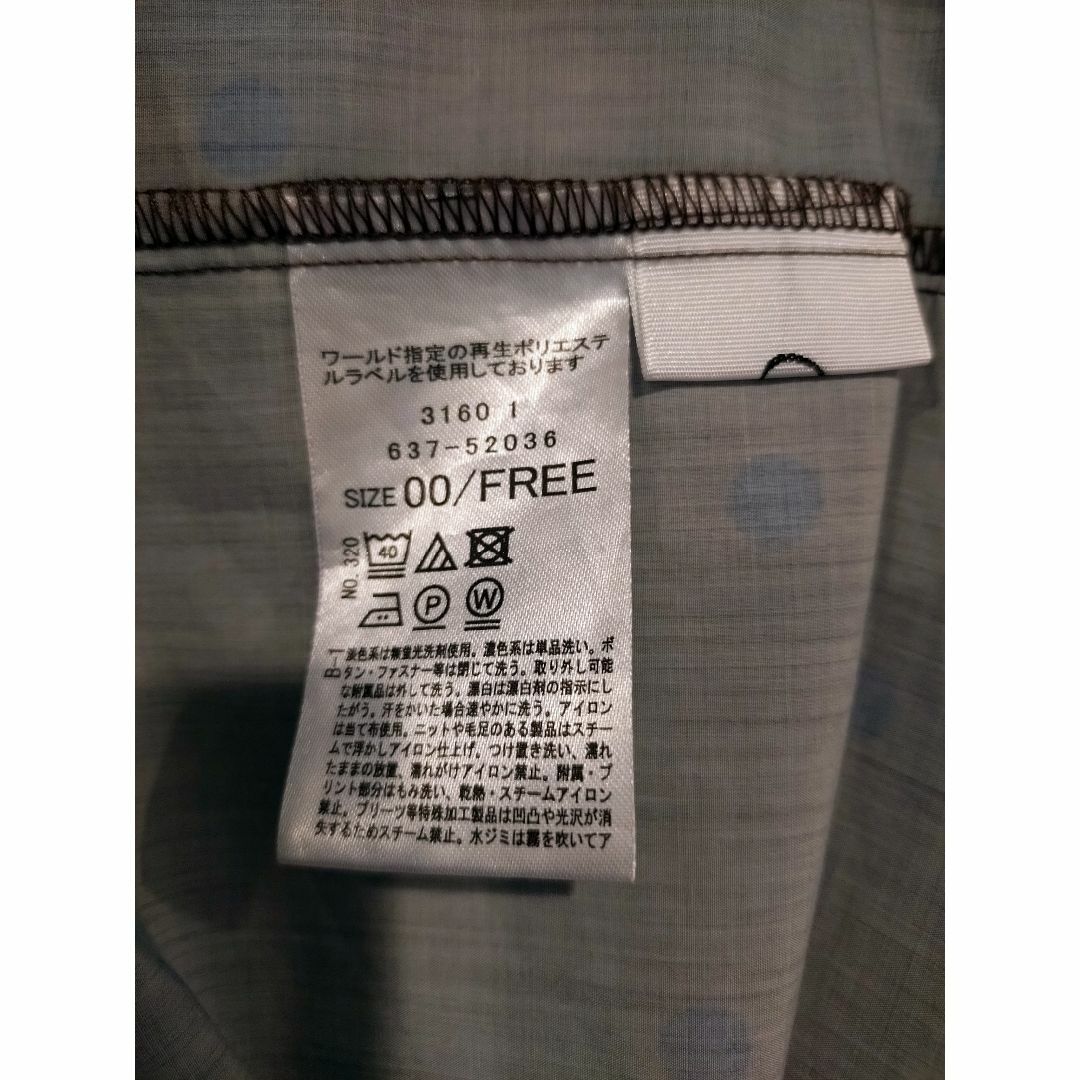 ワールド指定の再生ポリエステ
ルラベルを使用しております
3160 1
637-52036
SIZE 00/FREE
NO. 320
40
P W
B-1
淡色系は無蛍光洗剤使用。濃色系は単品洗い。ボ
タン・ファスナー等は閉じて洗う。取り外し可能
な附属品は外して洗う。漂白は漂白剤の指示にし
たがう。汗をかいた場合速やかに洗う。アイロン
は当て布使用。ニットや毛足のある製品はスチー
ムで浮かしアイロン仕上げ。つけ置き洗い、濡れ
たままの放置、濡れがけアイロン禁止。附属・プ
リント部分はもみ洗い、乾熱・スチームアイロン
禁止。プリーツ等特殊加工製品は凹凸や光沢が消
失するためスチーム禁止。水ジミは霧を吹いてア